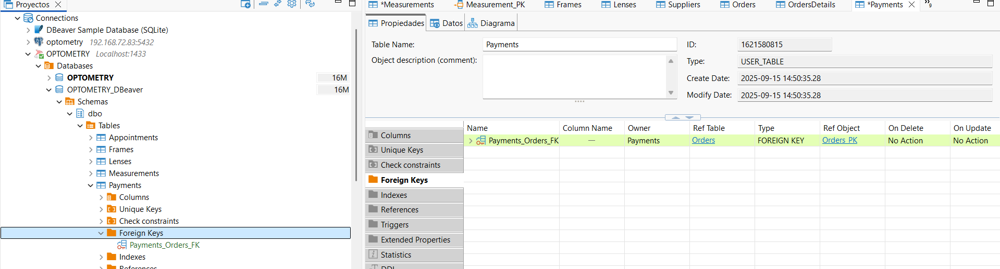 Proyectos
Connections
DBeaver Sample Database (SQLite)
optometry 192.168.72.83:5432
OPTOMETRY Localhost:1433
Databases
OPTOMETRY 16M
OPTOMETRY_DBeaver 16M
Schemas
dbo
Tables
Appointments
Frames
Lenses
Measurements
Payments
Columns
Unique Keys
Check constraints
Foreign Keys
Payments_Orders_FK
Indexes
References
*Measurements Measurement_PK Frames Lenses Suppliers Orders OrdersDetails *Payments »9
Propiedades Datos Diagrama
Table Name: Payments
Object description (comment):
ID: 1621580815
Type: USER_TABLE
Create Date: 2025-09-15 14:50:35.28
Modify Date: 2025-09-15 14:50:35.28
Columns
Unique Keys
Check constraints
Foreign Keys
Indexes
References
Triggers
Extended Properties
Statistics
DDL
Name Column Name Owner Ref Table Type Ref Object On Delete On Update
Payments_Orders_FK — Payments Orders FOREIGN KEY Orders_PK No Action No Action